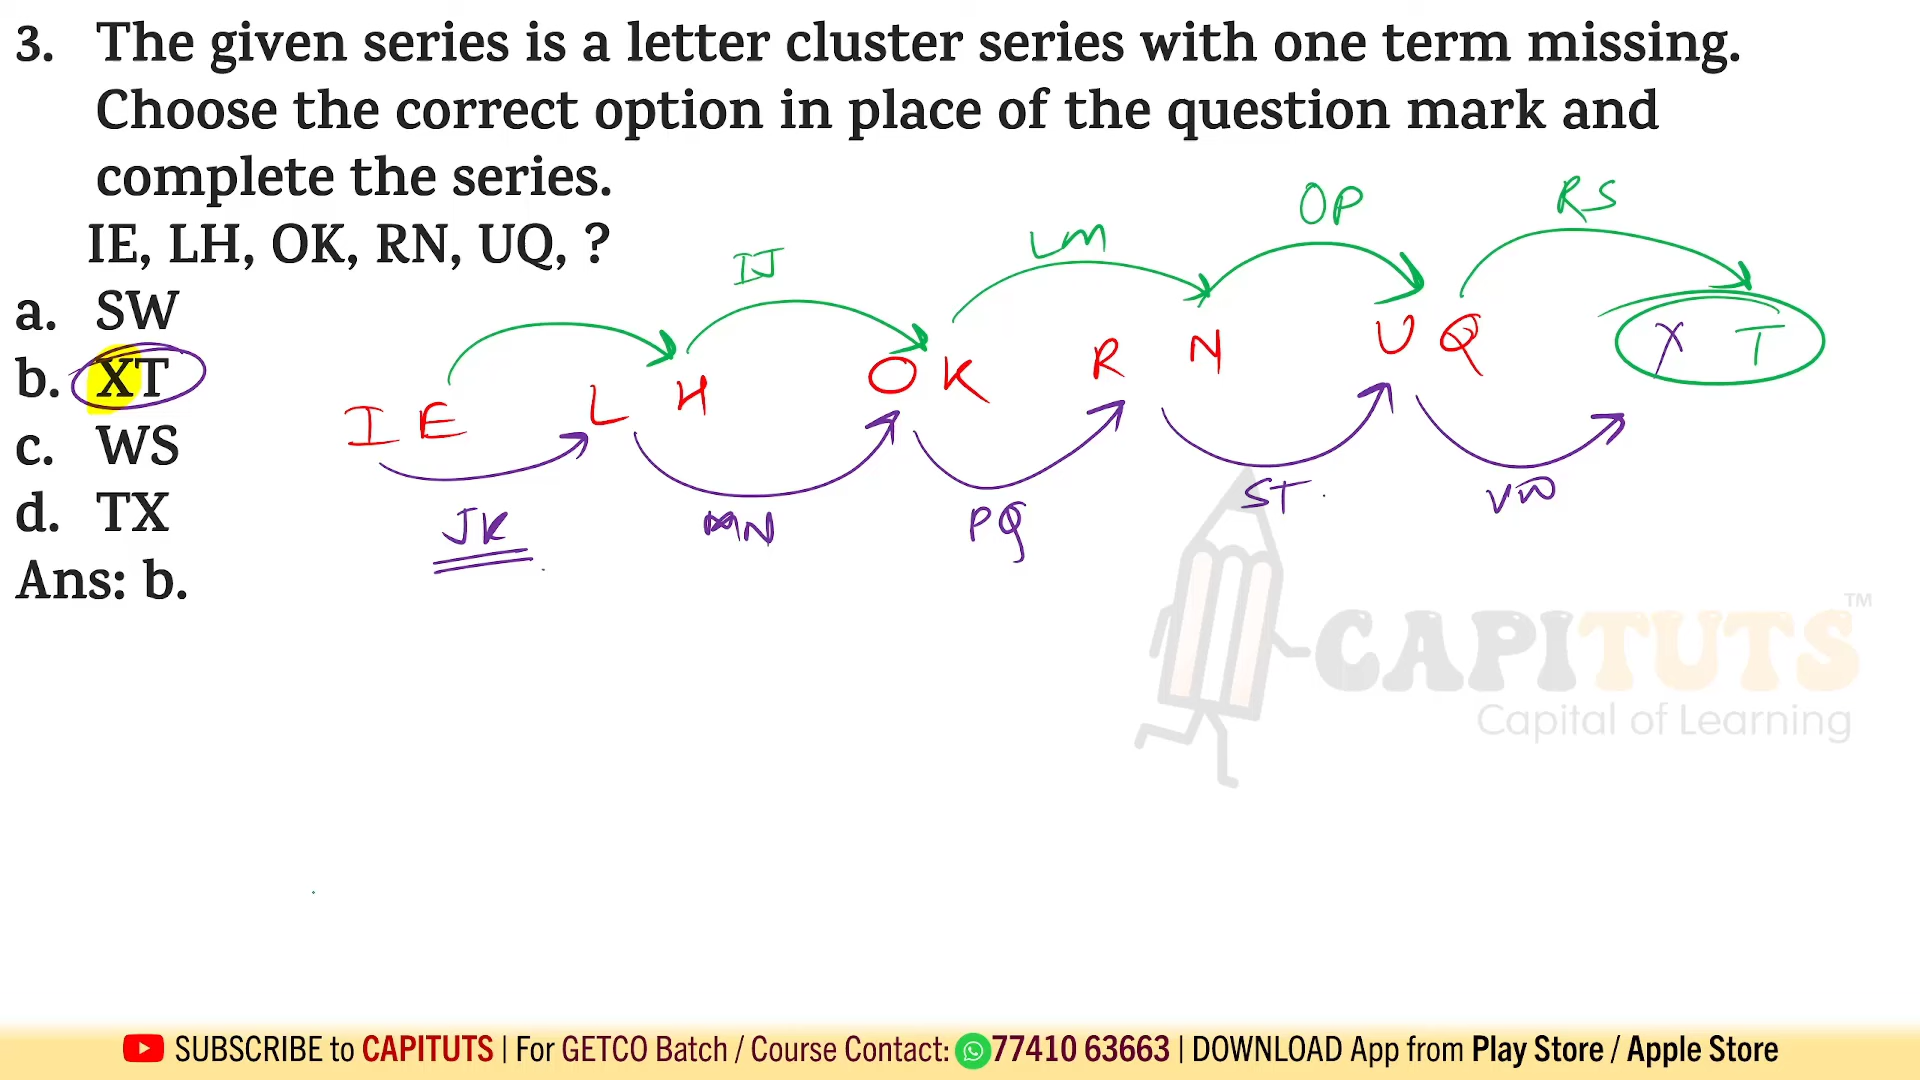 3. The given series is a letter cluster series with one term missing.
Choose the correct option in place of the question mark and
complete the series.
IE, LH, OK, RN, UQ, ?
a. SW
b. XT
c. WS
d. TX
Ans: b.
IJ LM OP RS
I E L H O K R N U Q X T
JK MN PQ ST VW
CAPITUTS™
Capital of Learning
SUBSCRIBE to CAPITUTS | For GETCO Batch / Course Contact: 77410 63663 | DOWNLOAD App from Play Store / Apple Store